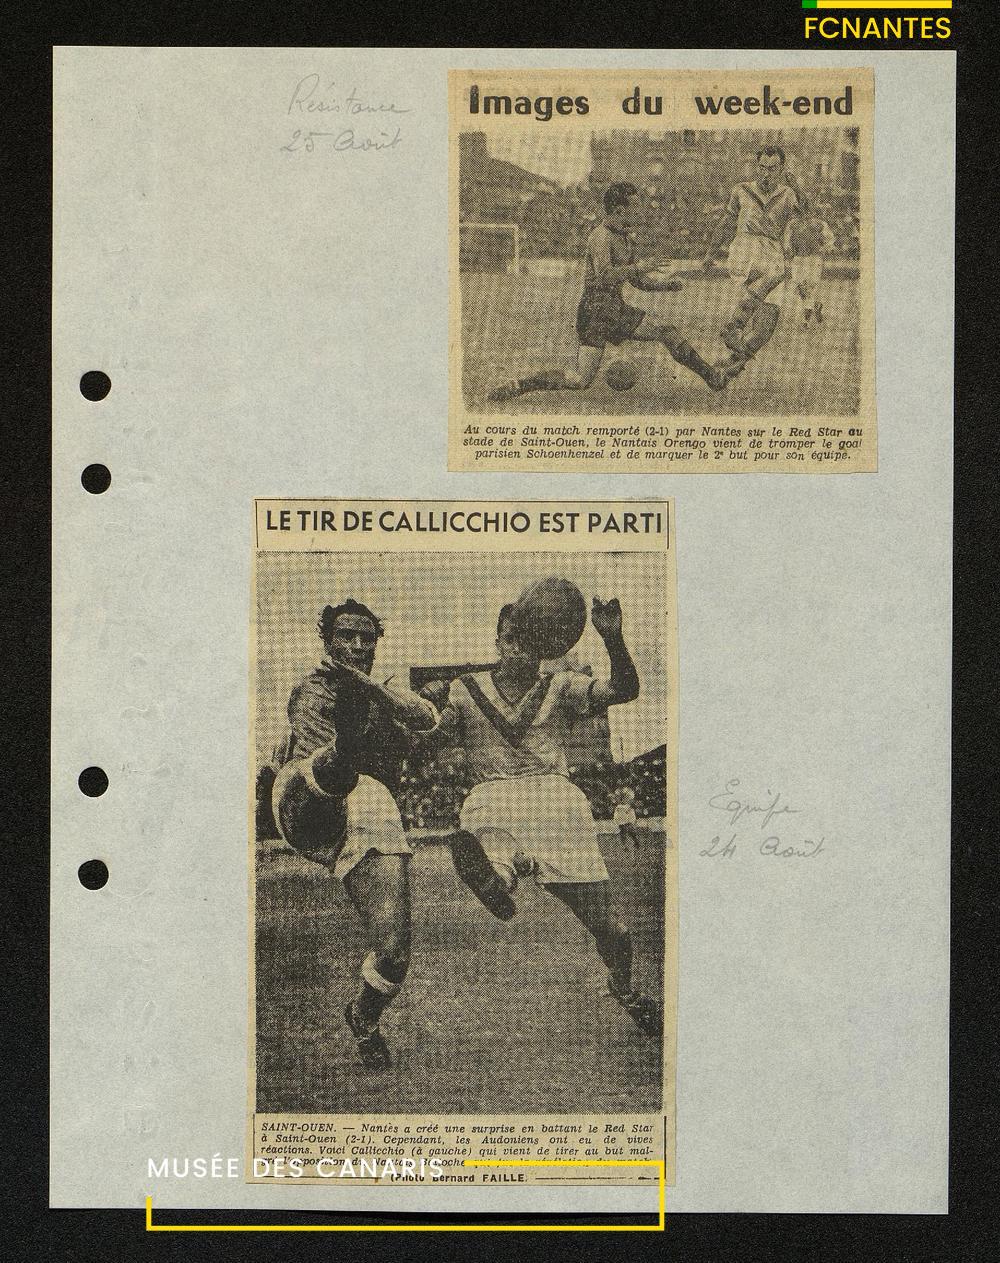 FCNANTES
Résistance
25 Août
Images du week-end
Au cours du match remporté (2-1) par Nantes sur le Red Star au
stade de Saint-Ouen, le Nantais Orengo vient de tromper le goal
parisien Schoenhenzel et de marquer le 2e but pour son équipe.
LE TIR DE CALLICCHIO EST PARTI
Equipe
24 Août
SAINT-OUEN. — Nantes a créé une surprise en battant le Red Star
à Saint-Ouen (2-1). Cependant, les Audoniens ont eu de vives
réactions. Voici Callicchio (à gauche) qui vient de tirer au but mal-
MUSÉE DES CANARIS
(Photo Bernard FAILLE.